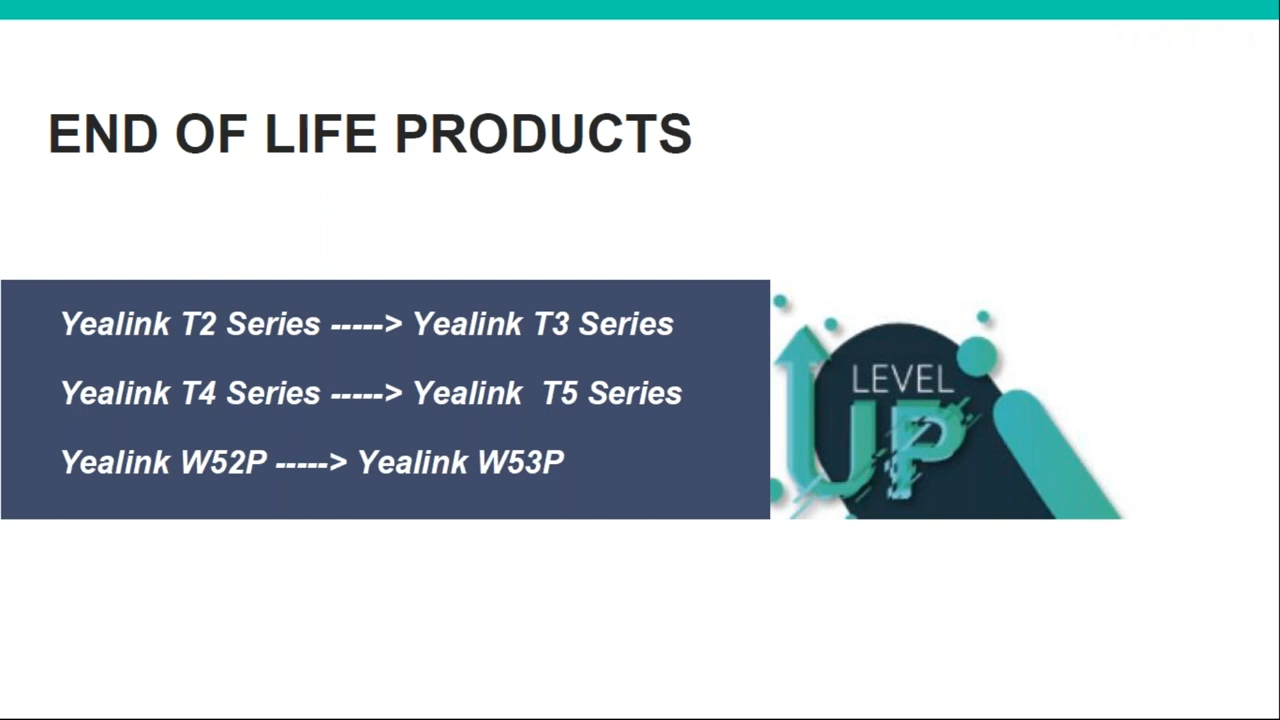 END OF LIFE PRODUCTS
Yealink T2 Series -----> Yealink T3 Series
Yealink T4 Series -----> Yealink  T5 Series
Yealink W52P -----> Yealink W53P
LEVEL
UP